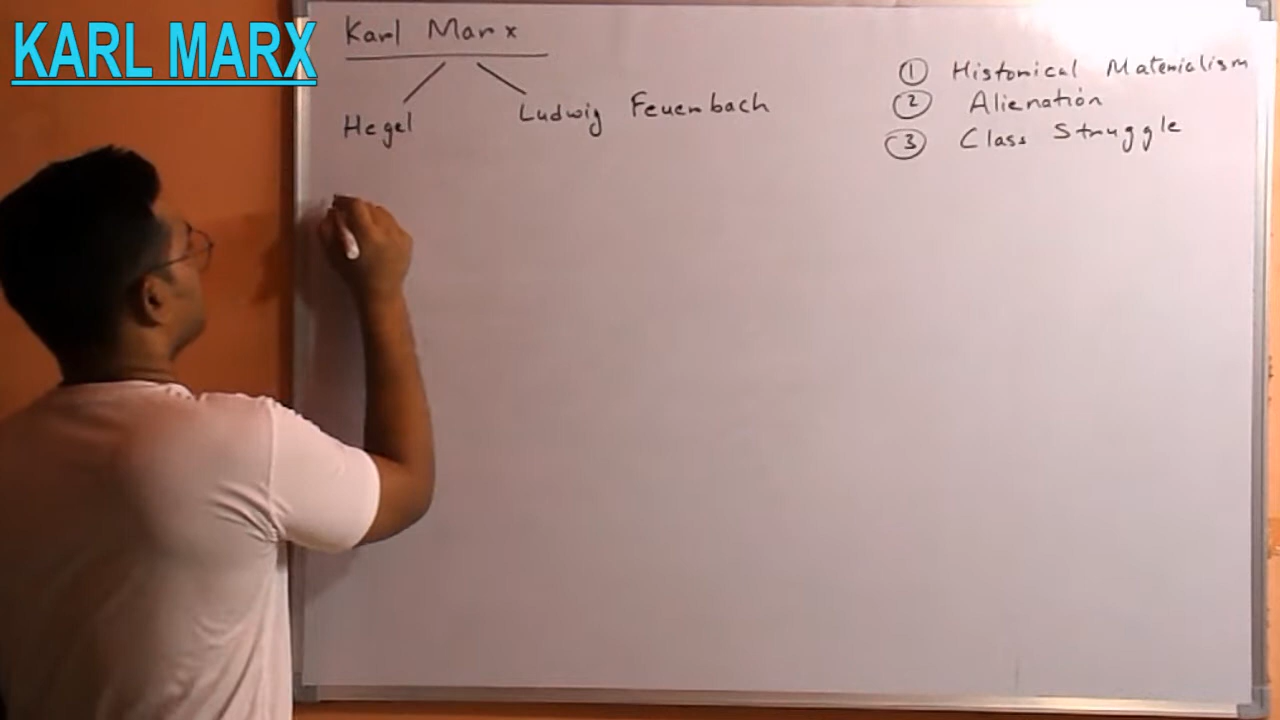 KARL MARX
Karl Marx
Hegel
Ludwig Feuerbach
① Historical Materialism
② Alienation
③ Class Struggle